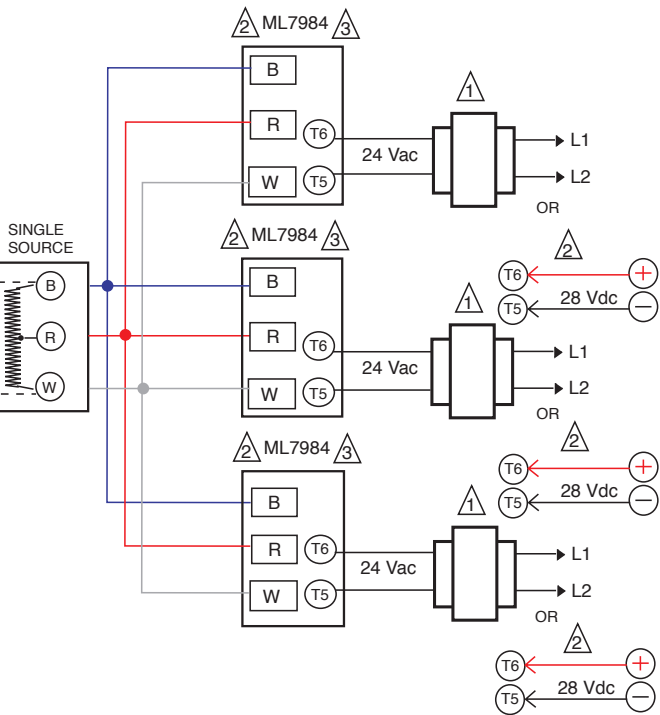 2 ML7984 3
B
R
T6
W
T5
24 Vac
1
L1
L2
OR
SINGLE
SOURCE
B
R
W
2 ML7984 3
B
R
T6
W
T5
24 Vac
1
L1
L2
OR
2
T6 +
T5 28 Vdc −
2 ML7984 3
B
R
T6
W
T5
24 Vac
1
L1
L2
OR
2
T6 +
T5 28 Vdc −
2
T6 +
T5 28 Vdc −